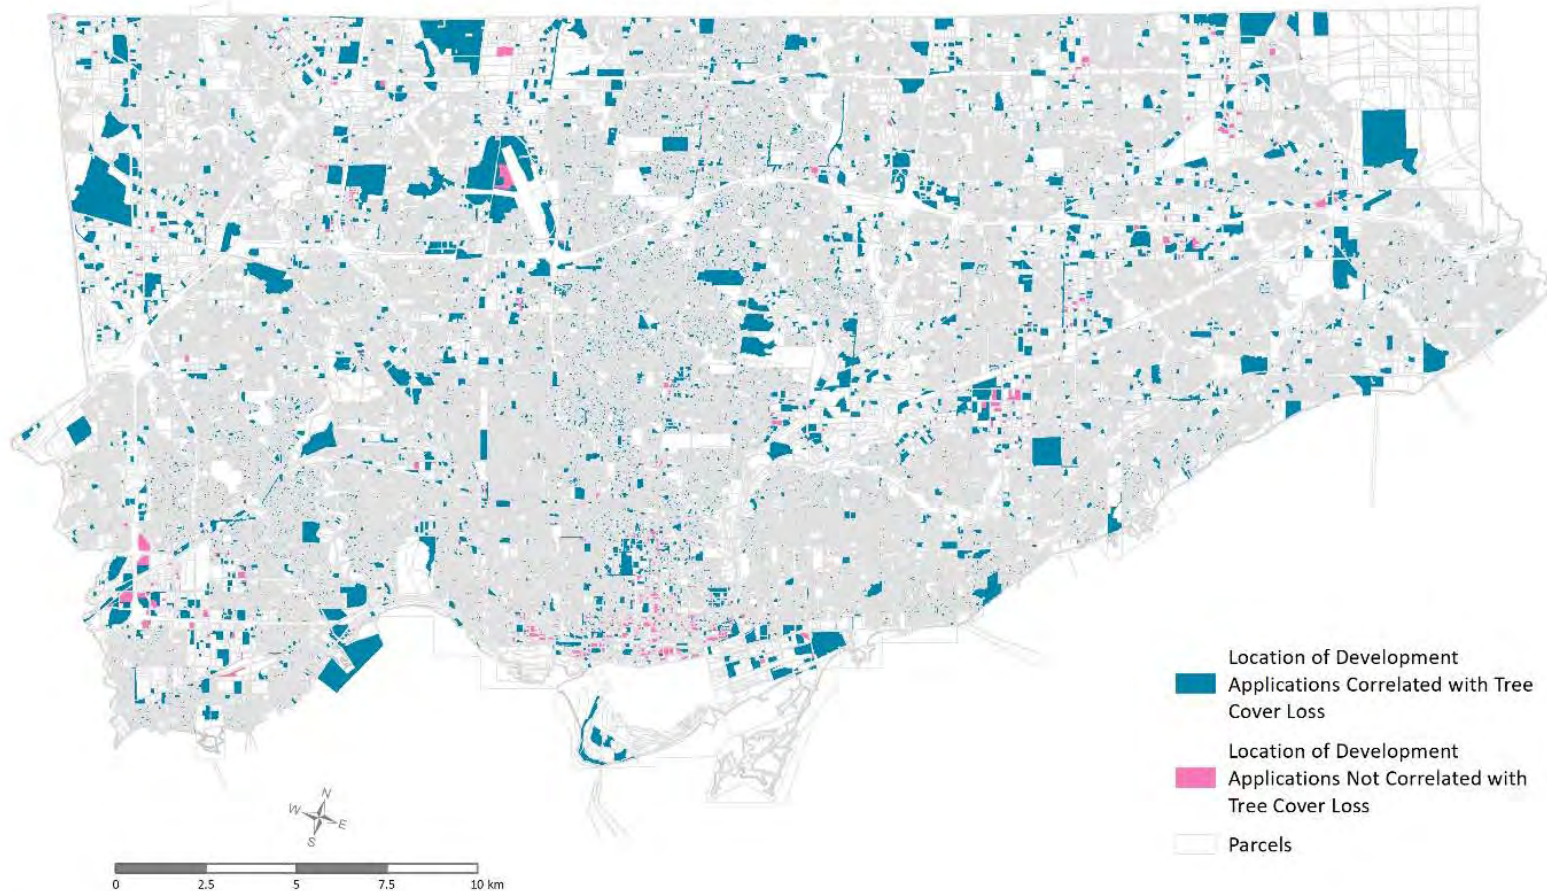 Location of Development
Applications Correlated with Tree
Cover Loss
Location of Development
Applications Not Correlated with
Tree Cover Loss
Parcels
N
W
E
S
0 2.5 5 7.5 10 km